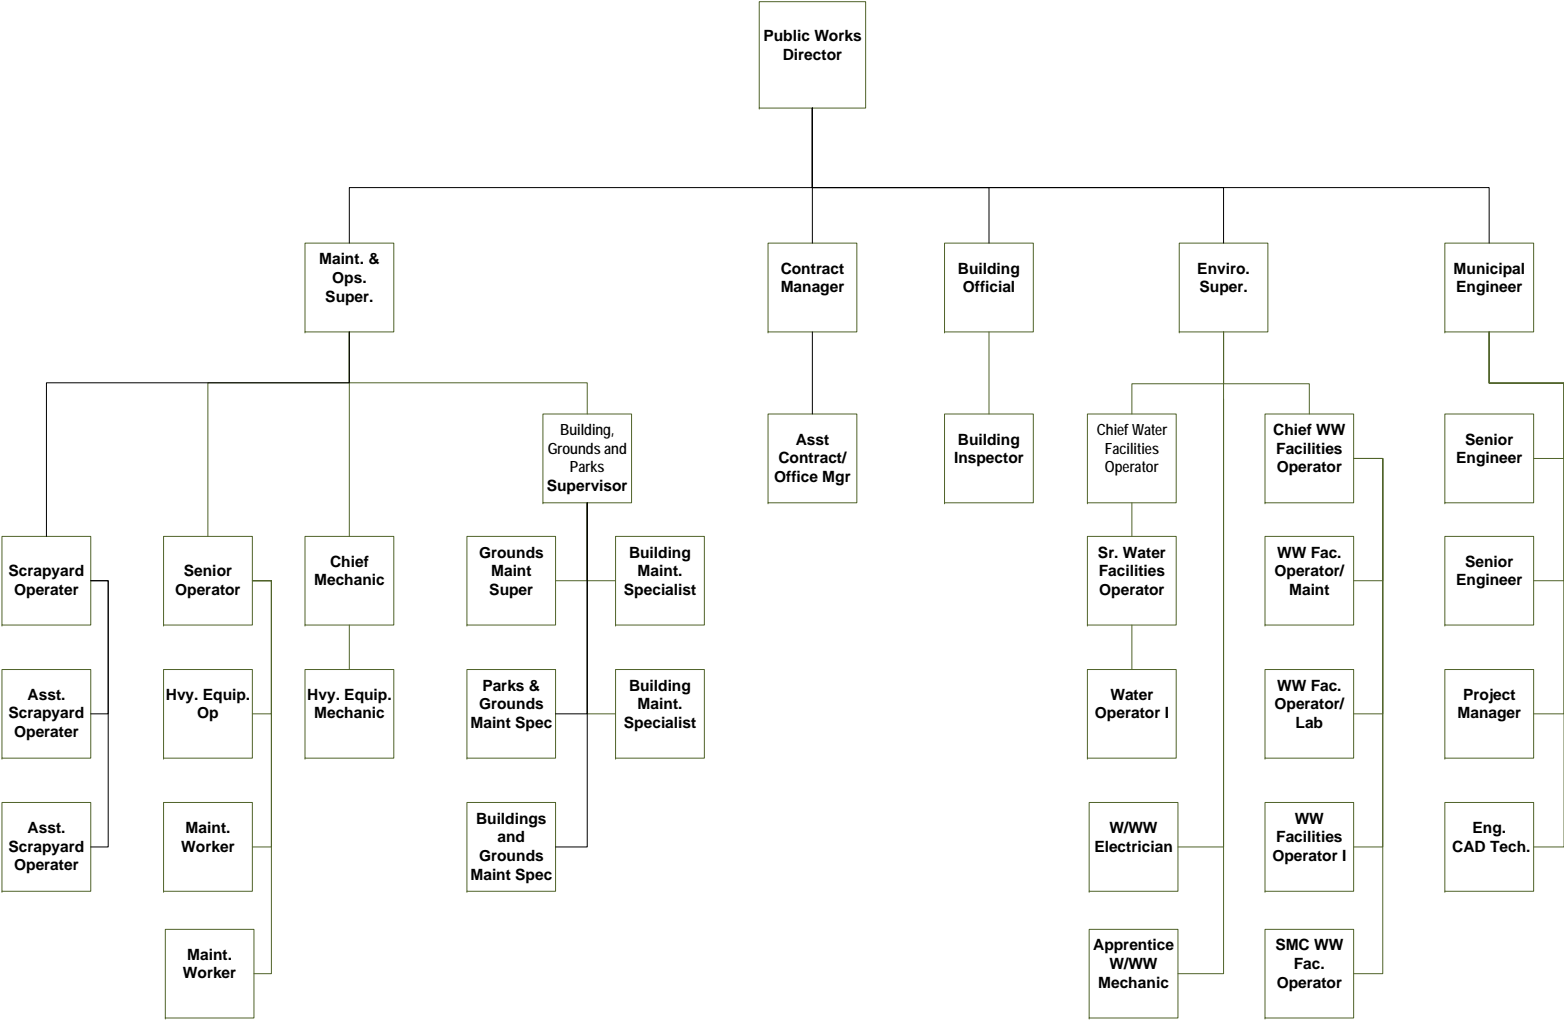 Public Works
Director
Maint. &
Ops.
Super.
Contract
Manager
Building
Official
Enviro.
Super.
Municipal
Engineer
Building,
Grounds and
Parks
Supervisor
Asst
Contract/
Office Mgr
Building
Inspector
Chief Water
Facilities
Operator
Chief WW
Facilities
Operator
Senior
Engineer
Scrapyard
Operater
Senior
Operator
Chief
Mechanic
Grounds
Maint
Super
Building
Maint.
Specialist
Sr. Water
Facilities
Operator
WW Fac.
Operator/
Maint
Senior
Engineer
Asst.
Scrapyard
Operater
Hvy. Equip.
Op
Hvy. Equip.
Mechanic
Parks &
Grounds
Maint Spec
Building
Maint.
Specialist
Water
Operator I
WW Fac.
Operator/
Lab
Project
Manager
Asst.
Scrapyard
Operater
Maint.
Worker
Buildings
and
Grounds
Maint Spec
W/WW
Electrician
WW
Facilities
Operator I
Eng.
CAD Tech.
Maint.
Worker
Apprentice
W/WW
Mechanic
SMC WW
Fac.
Operator